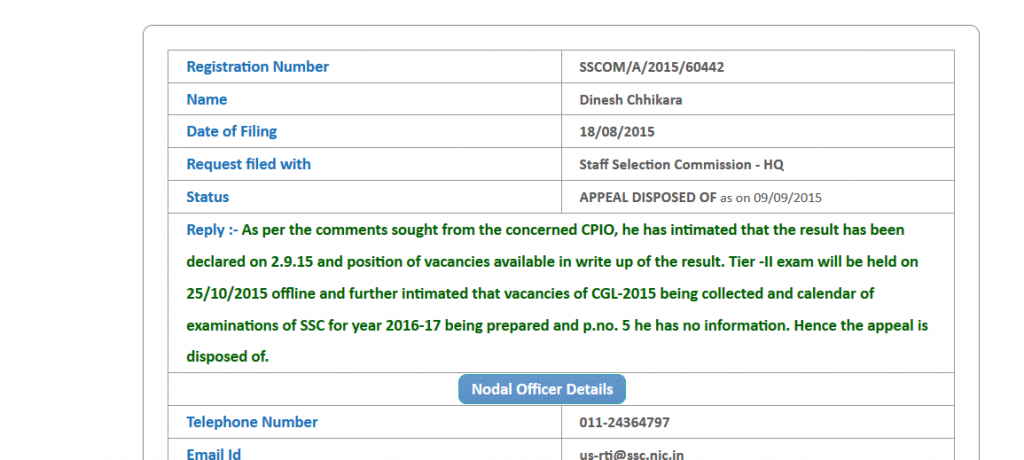 Registration Number SSCOM/A/2015/60442
Name Dinesh Chhikara
Date of Filing 18/08/2015
Request filed with Staff Selection Commission - HQ
Status APPEAL DISPOSED OF as on 09/09/2015
Reply :- As per the comments sought from the concerned CPIO, he has intimated that the result has been
declared on 2.9.15 and position of vacancies available in write up of the result. Tier -II exam will be held on
25/10/2015 offline and further intimated that vacancies of CGL-2015 being collected and calendar of
examinations of SSC for year 2016-17 being prepared and p.no. 5 he has no information. Hence the appeal is
disposed of.
Nodal Officer Details
Telephone Number 011-24364797
Email Id us-rti@ssc.nic.in